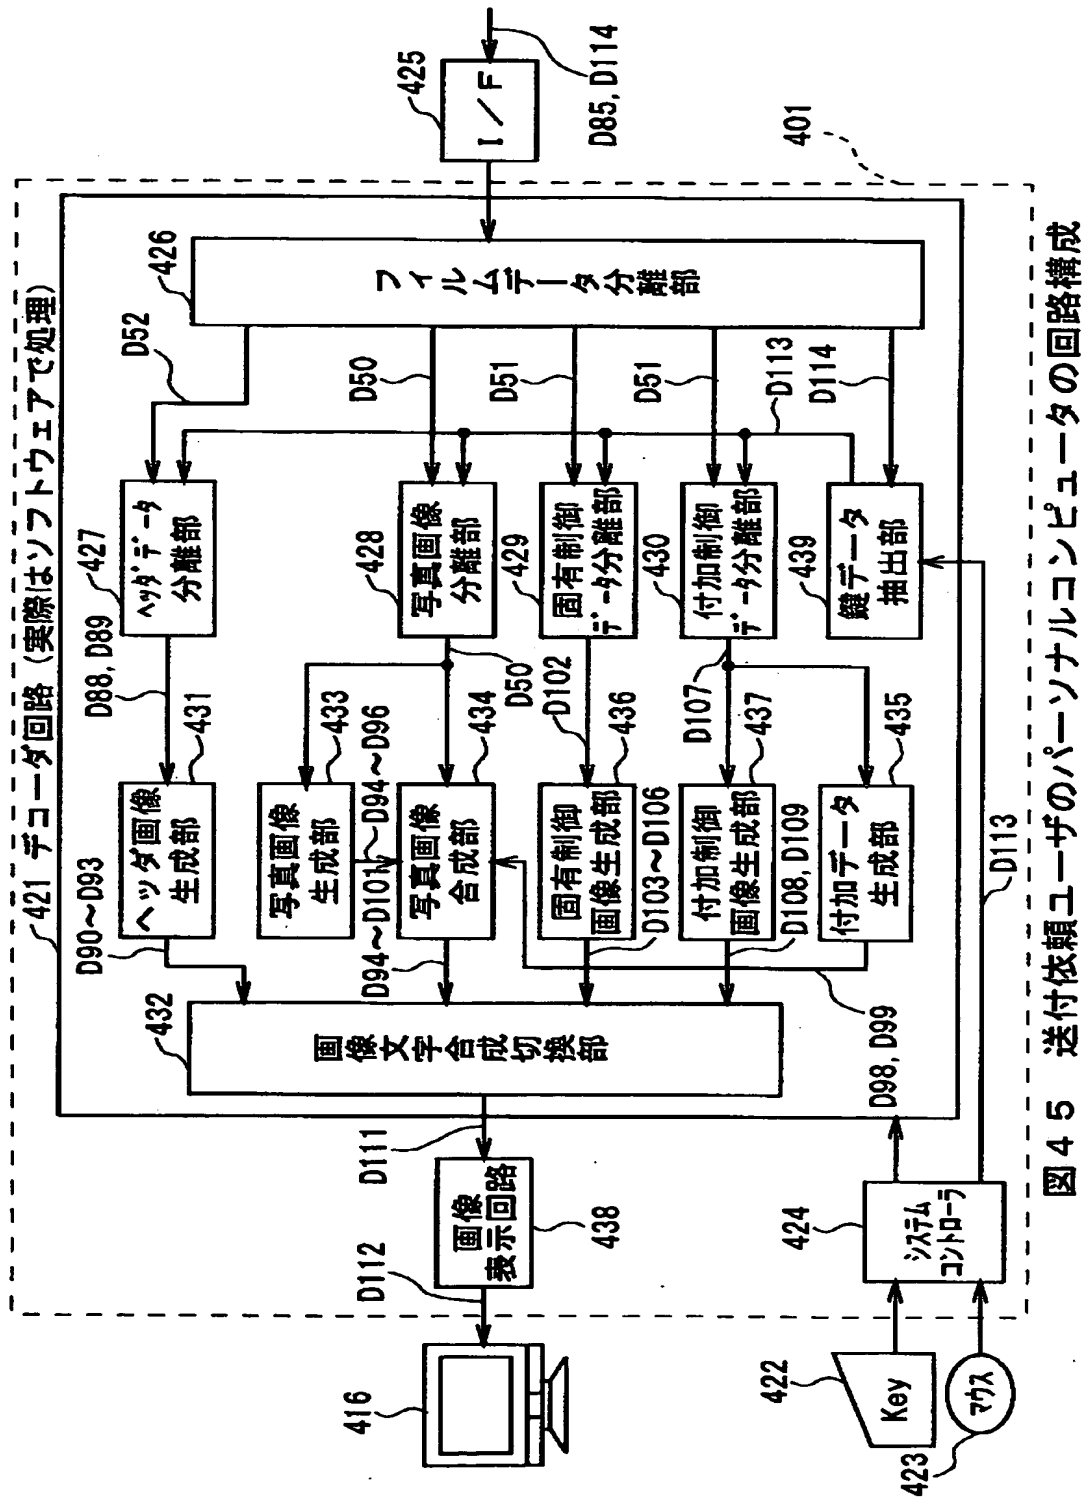 421 デコーダ回路(実際はソフトウェアで処理)
401
D85, D114
425
I/F
426
フィルムデータ分離部
D52
D50
D51
D51
D113
D114
427
ヘッダデータ
分離部
428
写真画像
分離部
429
固有制御
データ分離部
430
付加制御
データ分離部
439
鍵データ
抽出部
D88, D89
D50
D102
D107
431
ヘッダ画像
生成部
433
写真画像
生成部
D94~D101~D94~D96
434
写真画像
合成部
436
固有制御
画像生成部
437
付加制御
画像生成部
435
付加データ
生成部
D90~D93
D94~
D103~D106
D108, D109
D98, D99
D113
432
画像文字合成切換部
D111
438
画像
表示回路
D112
416
424
システム
コントローラ
422
Key
423
マウス
図45 送付依頼ユーザのパーソナルコンピュータの回路構成